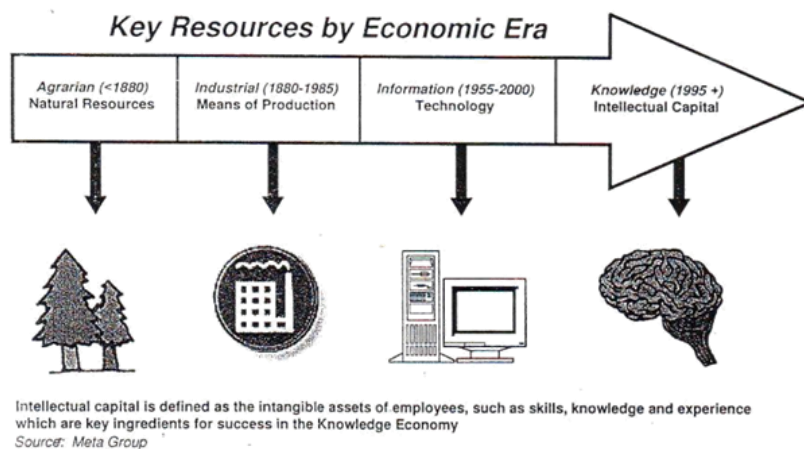 Key Resources by Economic Era
Agrarian (<1880)
Natural Resources
Industrial (1880-1985)
Means of Production
Information (1955-2000)
Technology
Knowledge (1995 +)
Intellectual Capital
Intellectual capital is defined as the intangible assets of employees, such as skills, knowledge and experience
which are key ingredients for success in the Knowledge Economy
Source: Meta Group